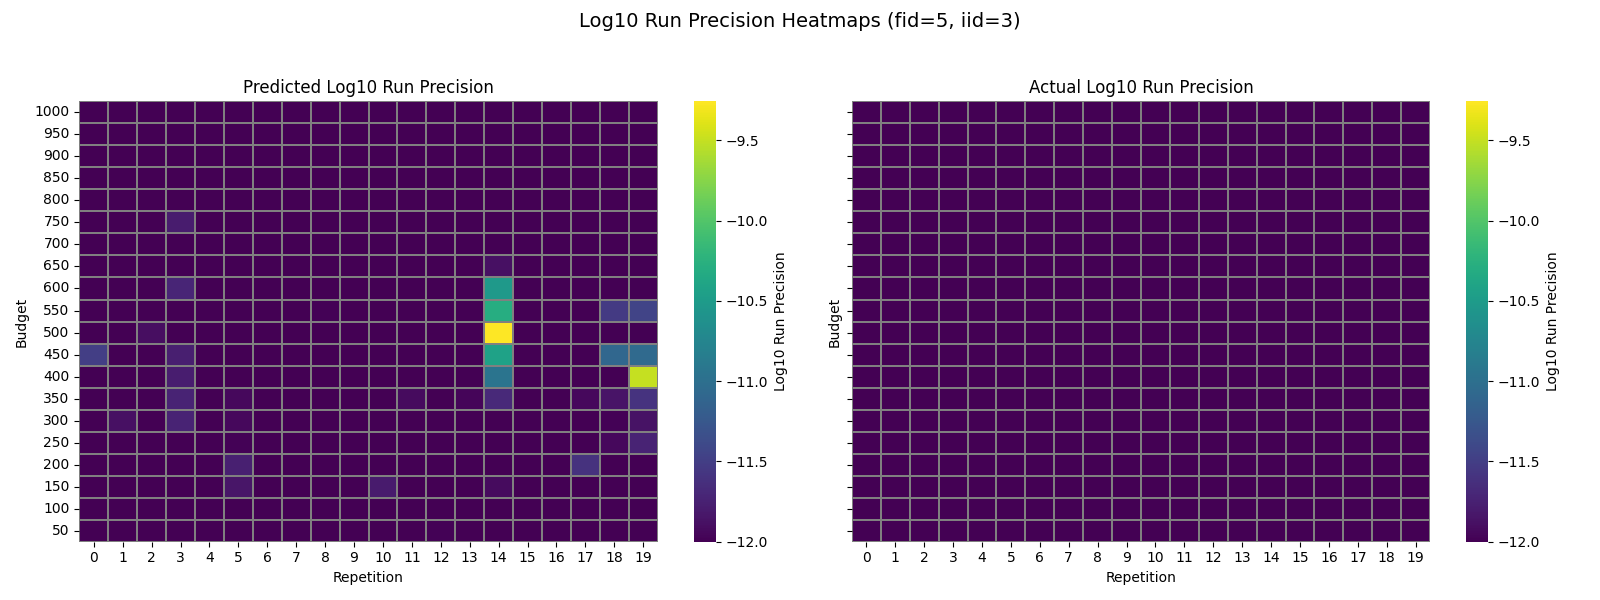 Log10 Run Precision Heatmaps (fid=5, iid=3)
Predicted Log10 Run Precision
Budget
1000
950
900
850
800
750
700
650
600
550
500
450
400
350
300
250
200
150
100
50
0 1 2 3 4 5 6 7 8 9 10 11 12 13 14 15 16 17 18 19
Repetition
−9.5
−10.0
−10.5
−11.0
−11.5
−12.0
Log10 Run Precision
Actual Log10 Run Precision
Budget
0 1 2 3 4 5 6 7 8 9 10 11 12 13 14 15 16 17 18 19
Repetition
−9.5
−10.0
−10.5
−11.0
−11.5
−12.0
Log10 Run Precision